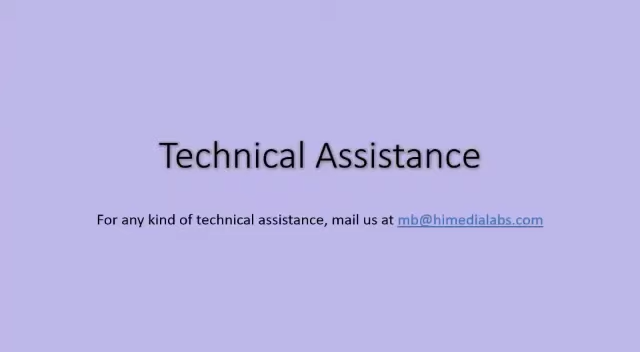 Technical Assistance
For any kind of technical assistance, mail us at mb@himedialabs.com